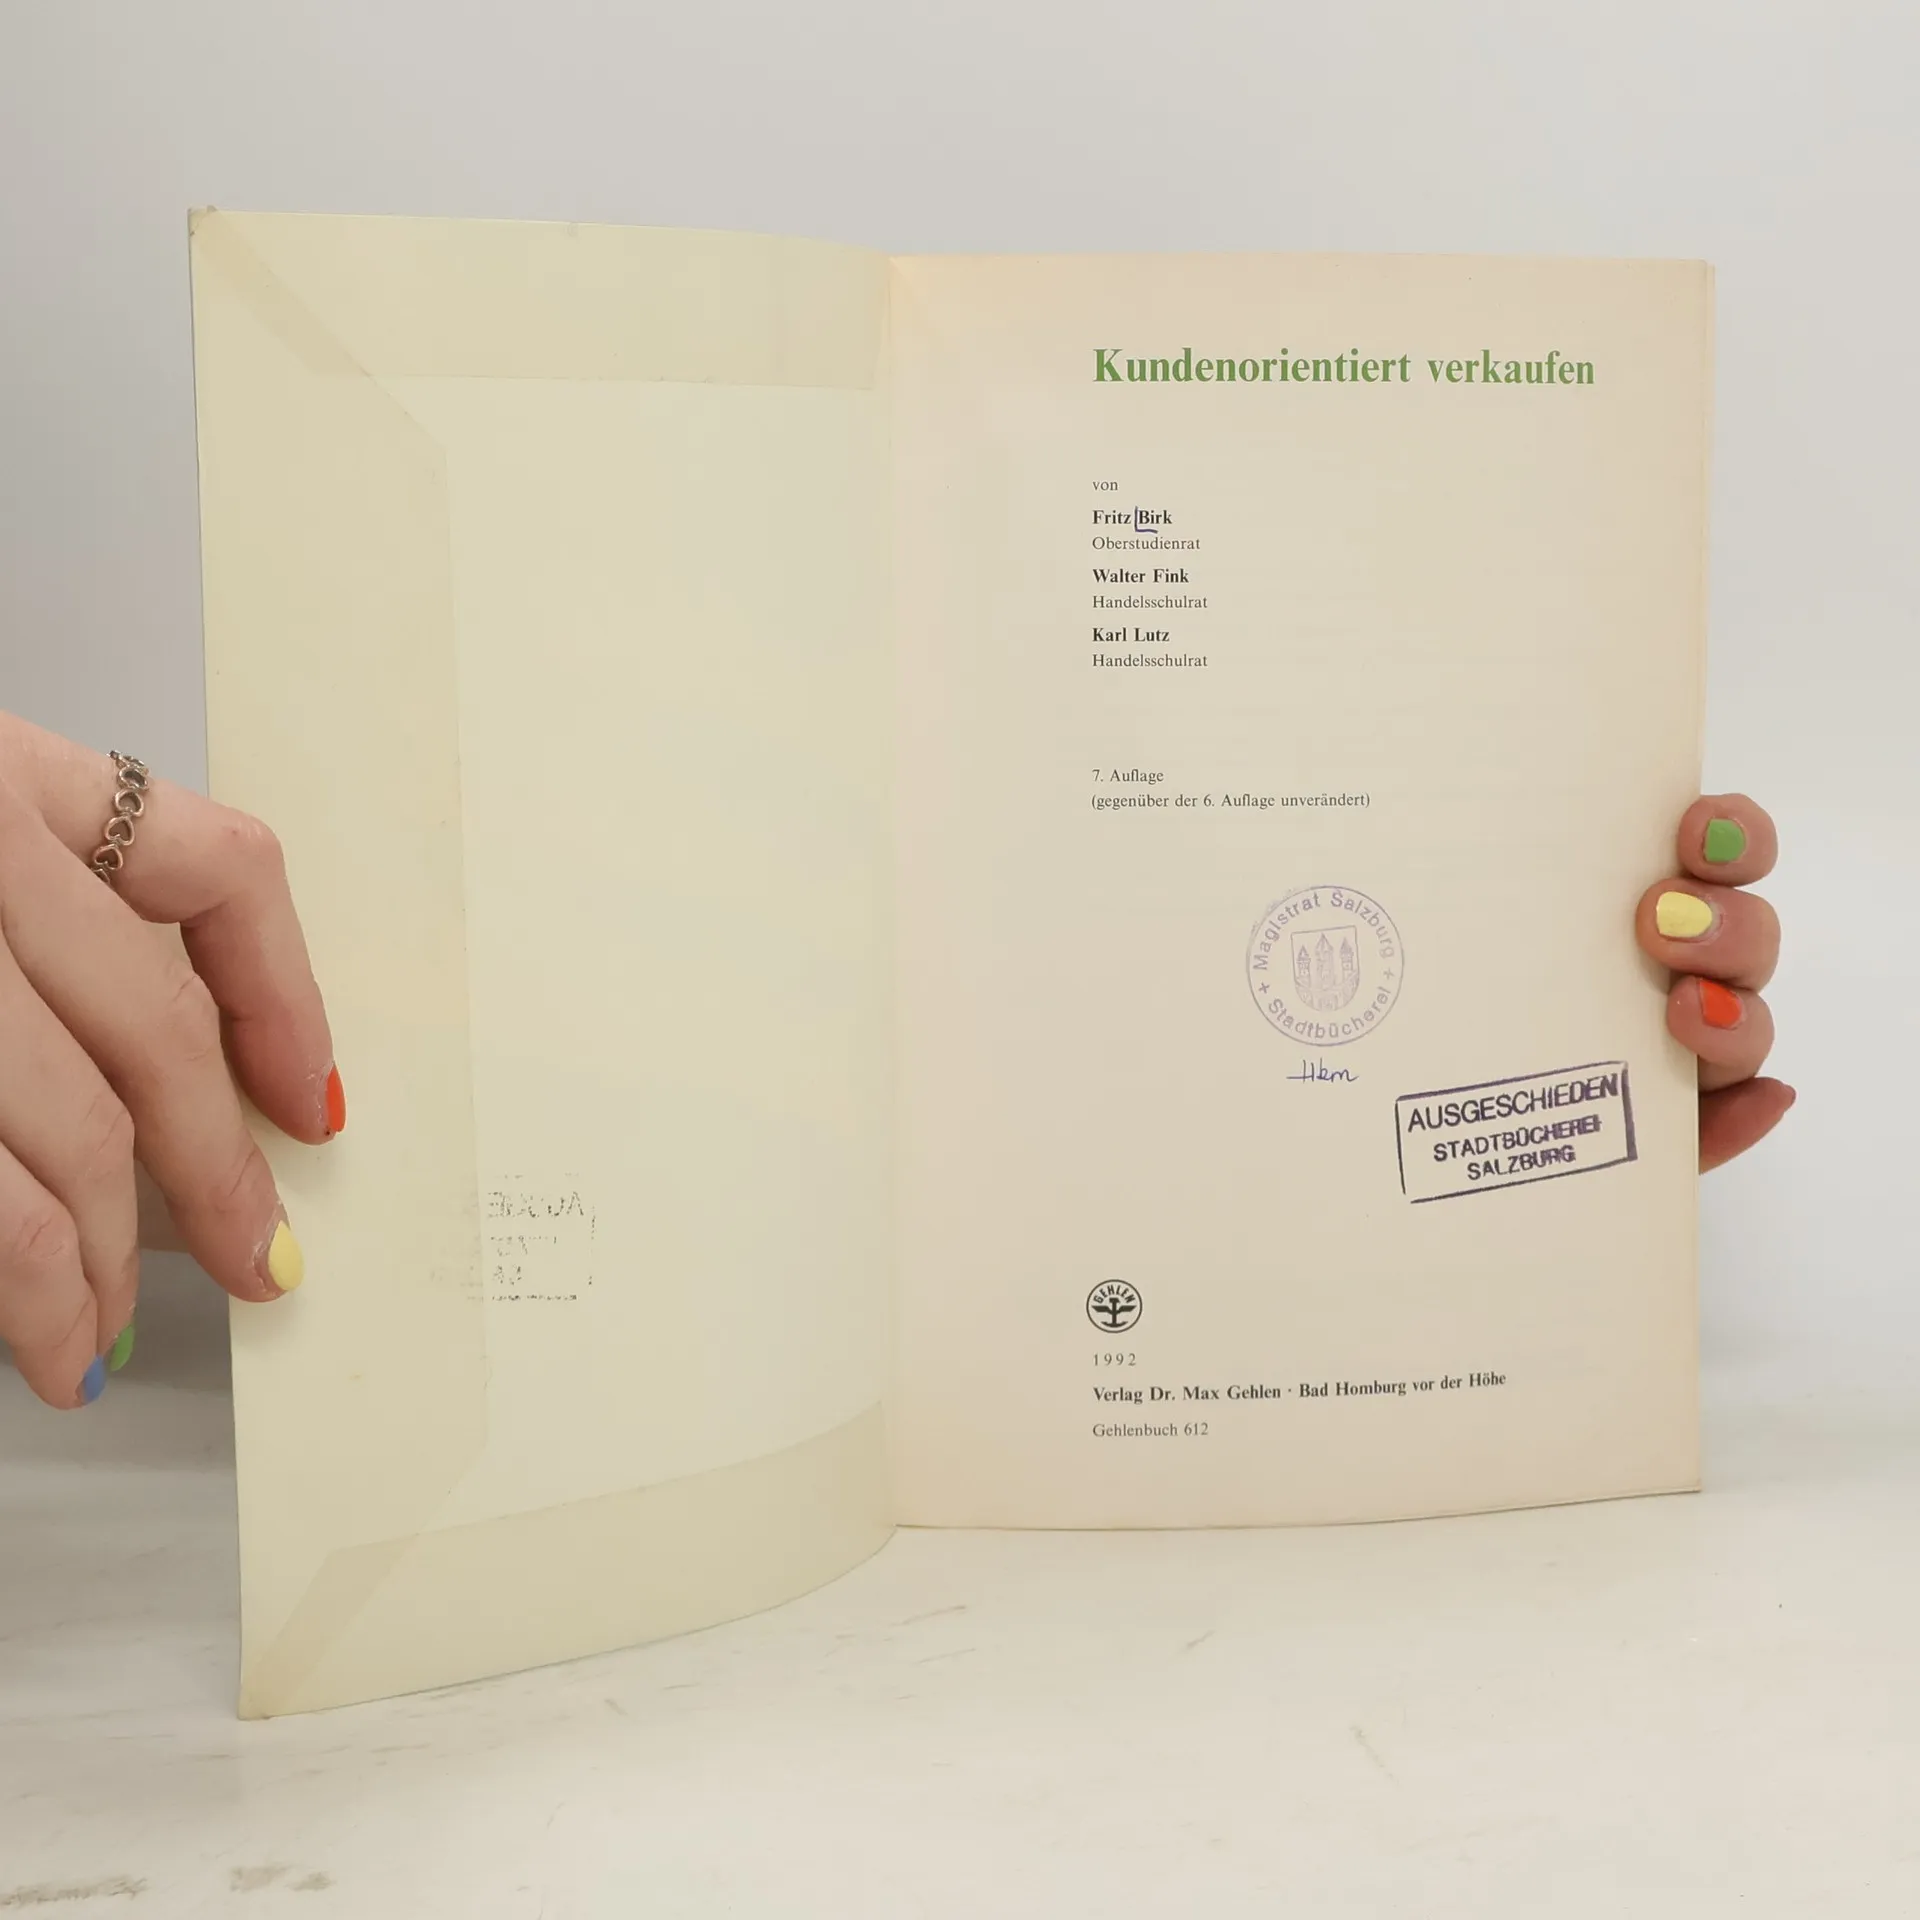 Kundenorientiert verkaufen
von
Fritz Birk
Oberstudienrat
Walter Fink
Handelsschulrat
Karl Lutz
Handelsschulrat
7. Auflage
(gegenüber der 6. Auflage unverändert)
+ Magistrat Salzburg +
Stadtbücherei
AUSGESCHIEDEN
STADTBÜCHEREI
SALZBURG
GEHLEN
1992
Verlag Dr. Max Gehlen · Bad Homburg vor der Höhe
Gehlenbuch 612